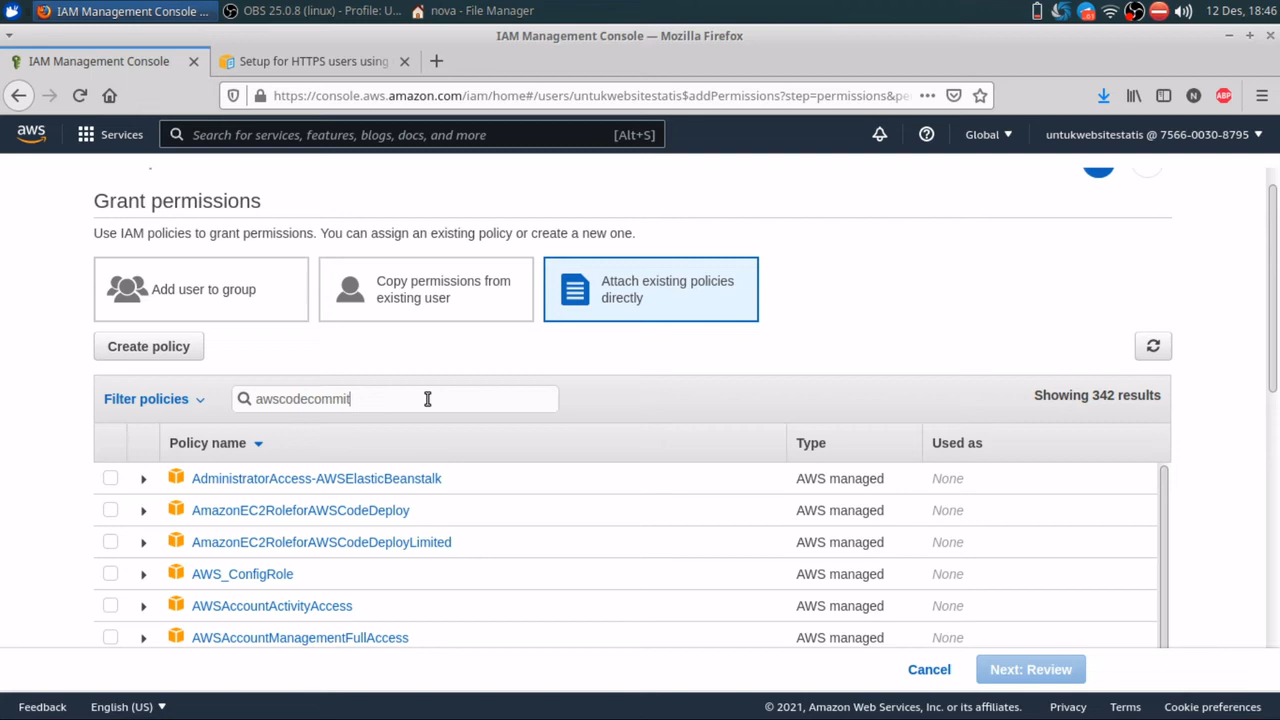 IAM Management Console ...
OBS 25.0.8 (linux) - Profile: U...
nova - File Manager
12 Des, 18:46
IAM Management Console — Mozilla Firefox
IAM Management Console
Setup for HTTPS users using
https://console.aws.amazon.com/iam/home#/users/untukwebsitestatis$addPermissions?step=permissions&pe
N
ABP
aws
Services
Search for services, features, blogs, docs, and more
[Alt+S]
Global
untukwebsitestatis @ 7566-0030-8795
Grant permissions
Use IAM policies to grant permissions. You can assign an existing policy or create a new one.
Add user to group
Copy permissions from
existing user
Attach existing policies
directly
Create policy
Filter policies
awscodecommit
Showing 342 results
Policy name
Type
Used as
AdministratorAccess-AWSElasticBeanstalk AWS managed None
AmazonEC2RoleforAWSCodeDeploy AWS managed None
AmazonEC2RoleforAWSCodeDeployLimited AWS managed None
AWS_ConfigRole AWS managed None
AWSAccountActivityAccess AWS managed None
AWSAccountManagementFullAccess AWS managed None
Cancel
Next: Review
Feedback
English (US)
© 2021, Amazon Web Services, Inc. or its affiliates.
Privacy
Terms
Cookie preferences